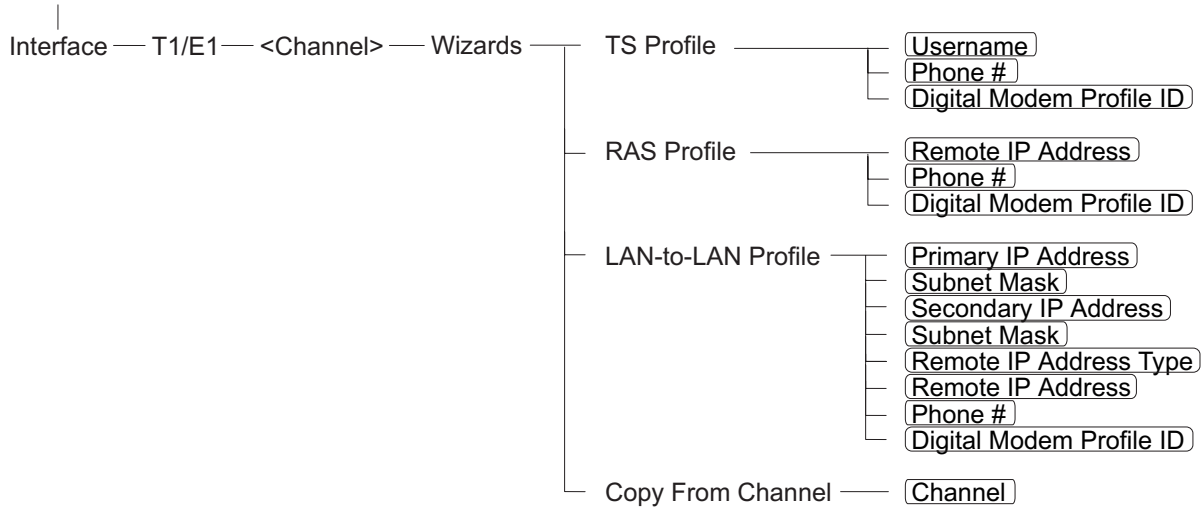 Interface T1/E1 <Channel> Wizards TS Profile Username
Phone #
Digital Modem Profile ID
RAS Profile Remote IP Address
Phone #
Digital Modem Profile ID
LAN-to-LAN Profile Primary IP Address
Subnet Mask
Secondary IP Address
Subnet Mask
Remote IP Address Type
Remote IP Address
Phone #
Digital Modem Profile ID
Copy From Channel Channel